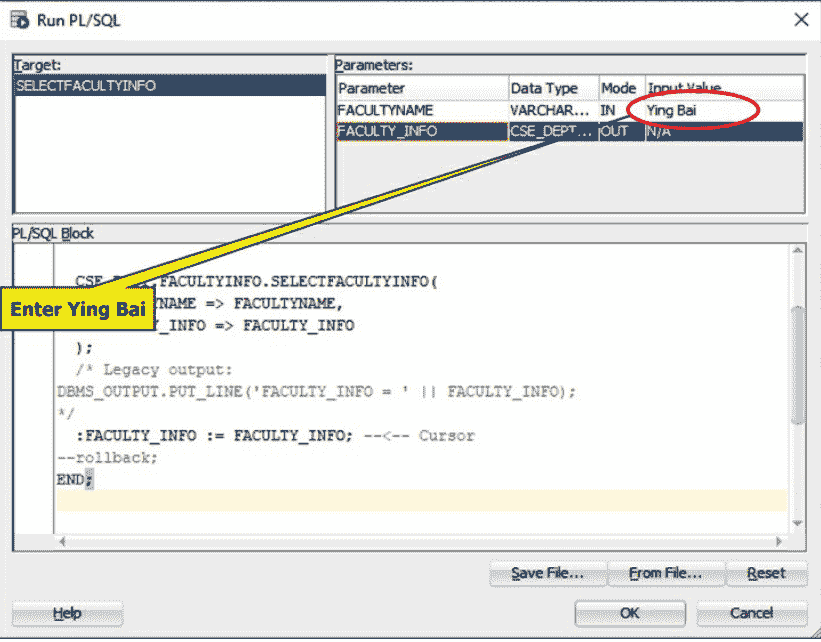 Run PL/SQL
Target:
SELECTFACULTYINFO
Parameters:
Parameter Data Type Mode Input Value
FACULTYNAME VARCHAR... IN Ying Bai
FACULTY_INFO CSE_DEPT... OUT N/A
PL/SQL Block
FACULTYINFO.SELECTFACULTYINFO(
=> FACULTYNAME,
=> FACULTY_INFO
);
/* Legacy output:
DBMS_OUTPUT.PUT_LINE('FACULTY_INFO = ' || FACULTY_INFO);
*/
:FACULTY_INFO := FACULTY_INFO; --<-- Cursor
--rollback;
END;
Enter Ying Bai
Save File... From File... Reset
Help OK Cancel